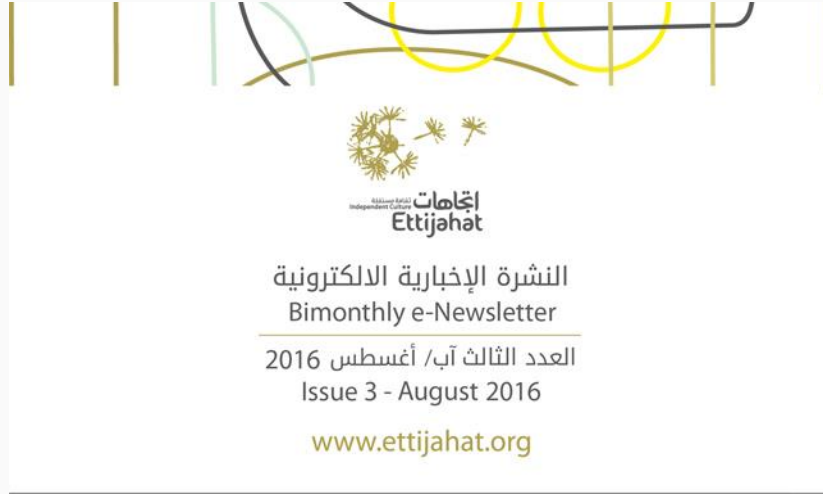 اتجاهات ثقافة مستقلة
Independent Culture
Ettijahat
النشرة الإخبارية الالكترونية
Bimonthly e-Newsletter
العدد الثالث آب/ أغسطس 2016
Issue 3 - August 2016
www.ettijahat.org